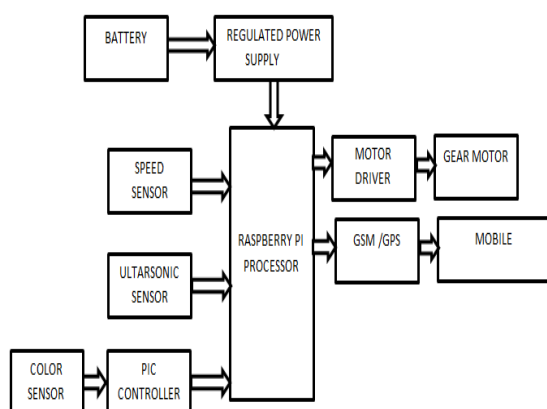 BATTERY
REGULATED POWER
SUPPLY
SPEED
SENSOR
MOTOR
DRIVER
GEAR MOTOR
RASPBERRY PI
PROCESSOR
GSM /GPS
MOBILE
ULTARSONIC
SENSOR
COLOR
SENSOR
PIC
CONTROLLER